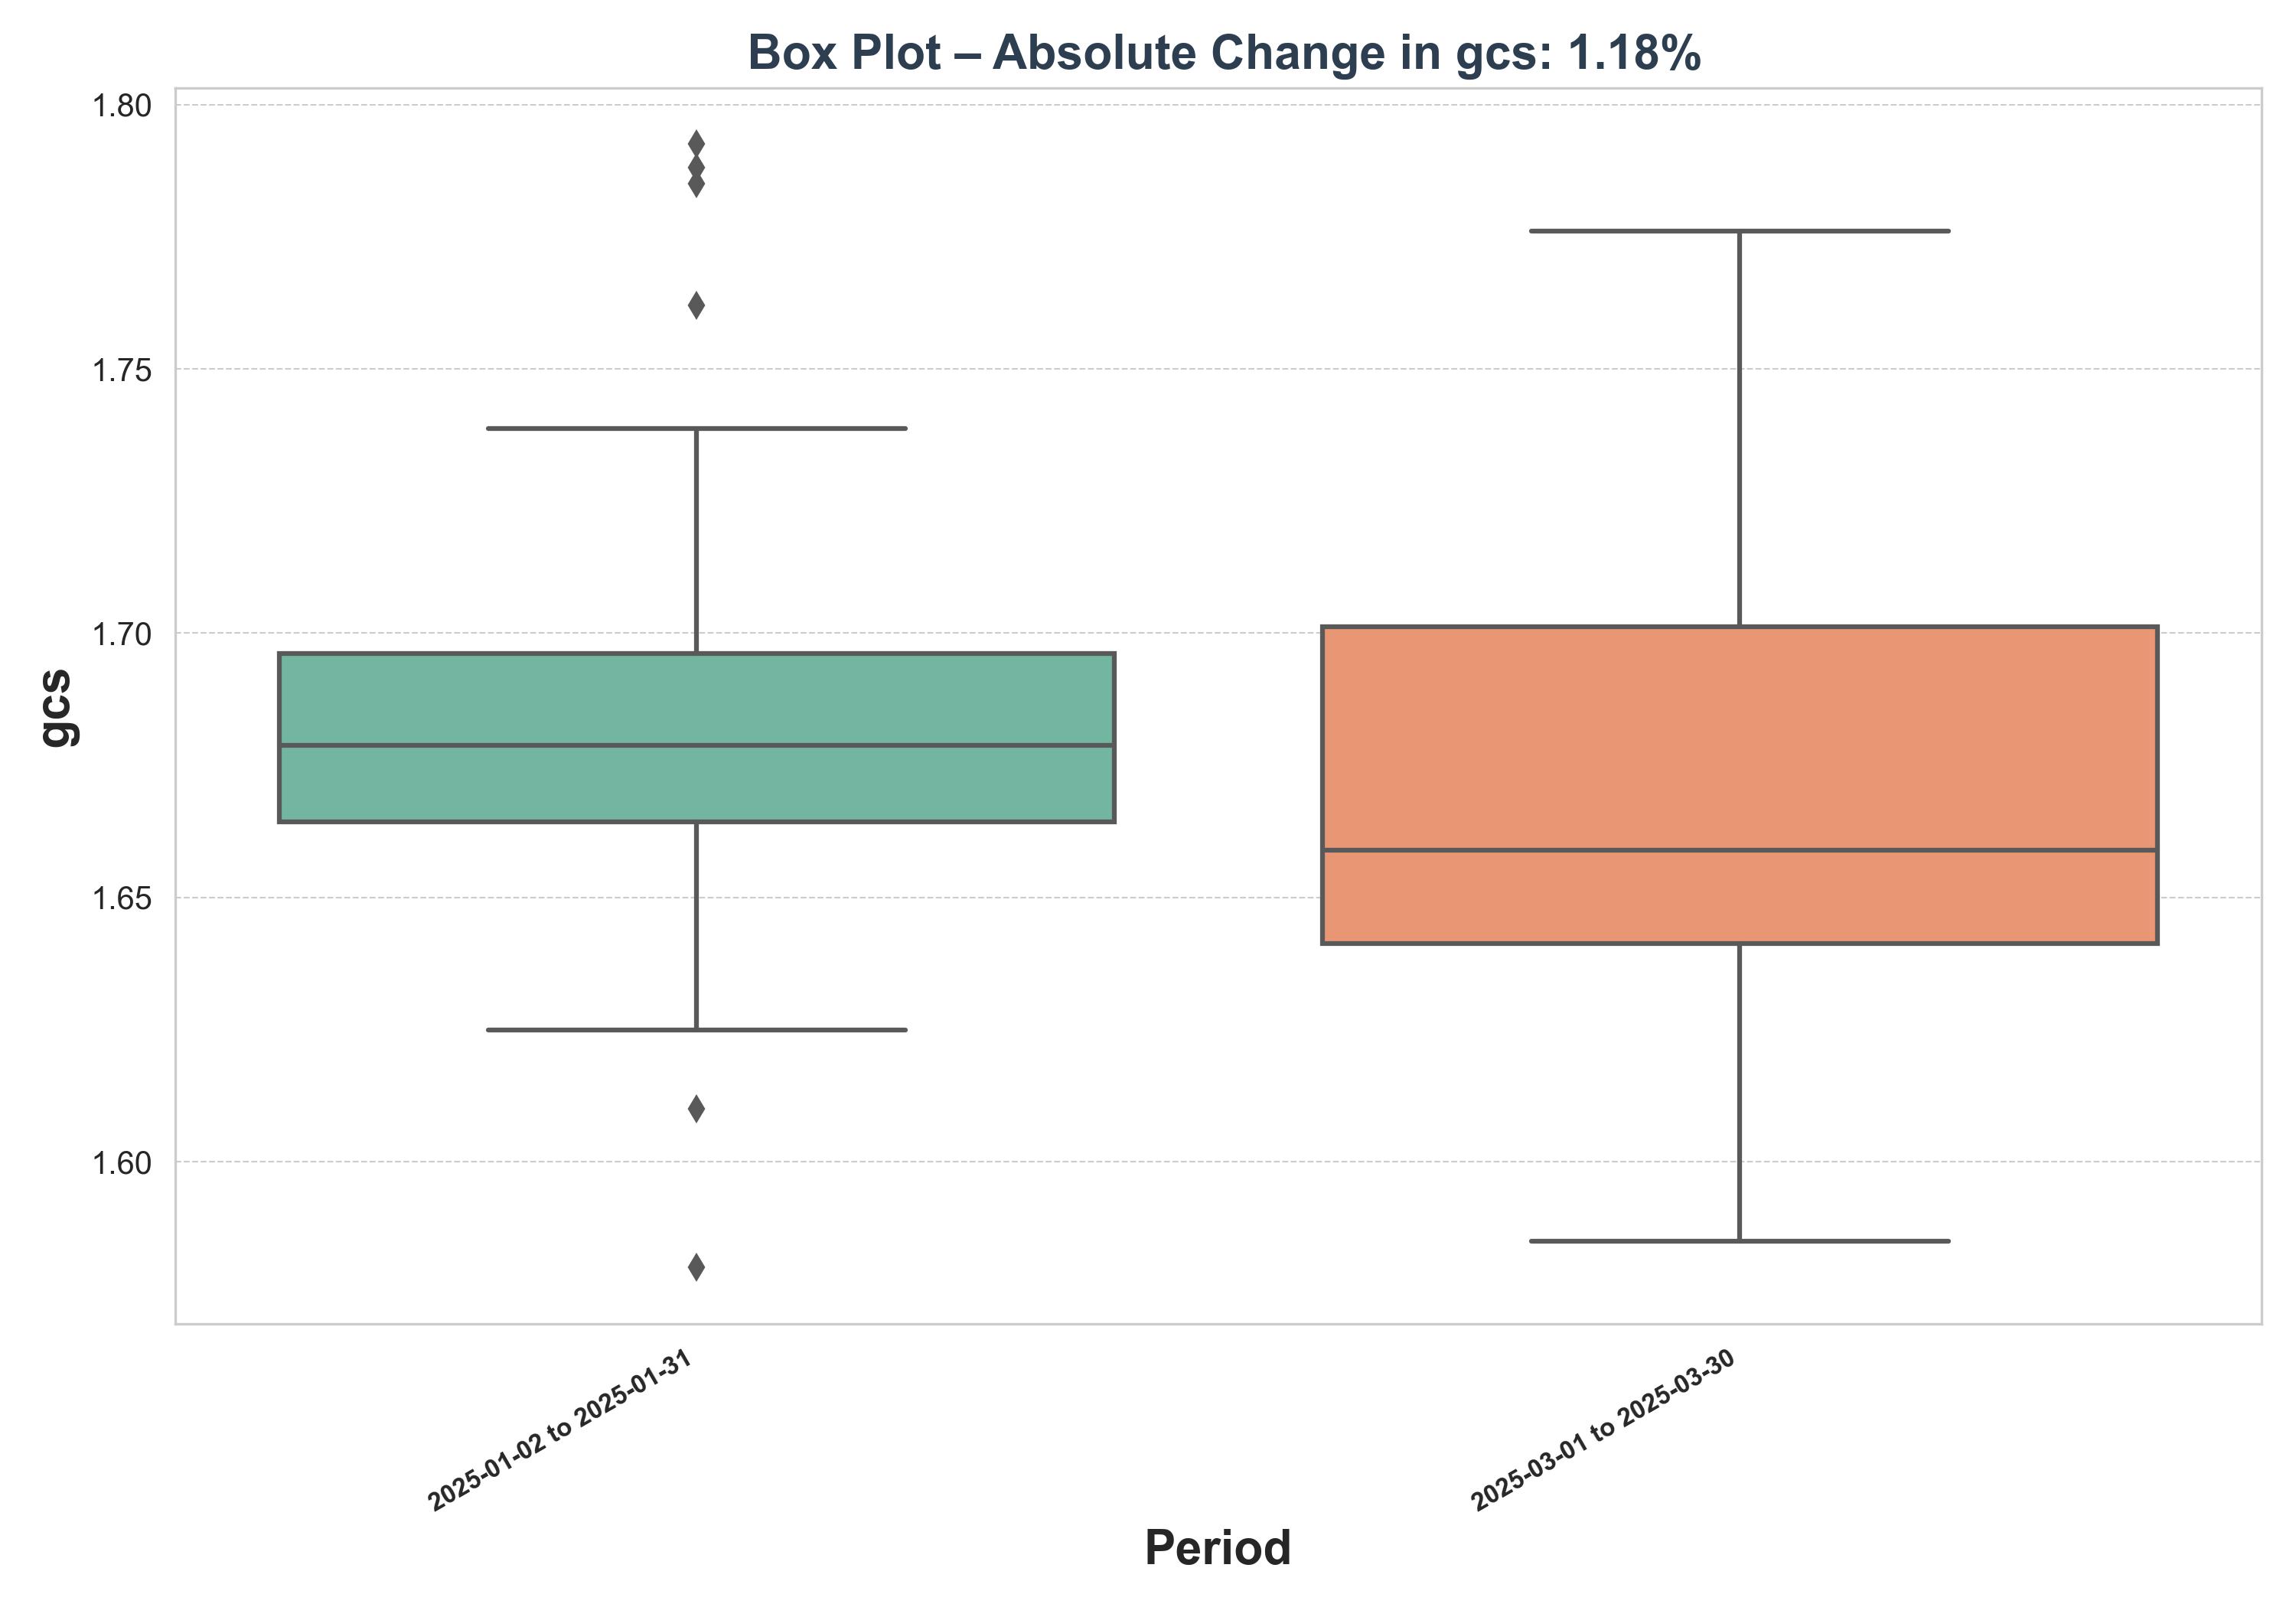 Box Plot – Absolute Change in gcs: 1.18%
1.80
1.75
1.70
1.65
1.60
gcs
2025-01-02 to 2025-01-31
2025-03-01 to 2025-03-30
Period